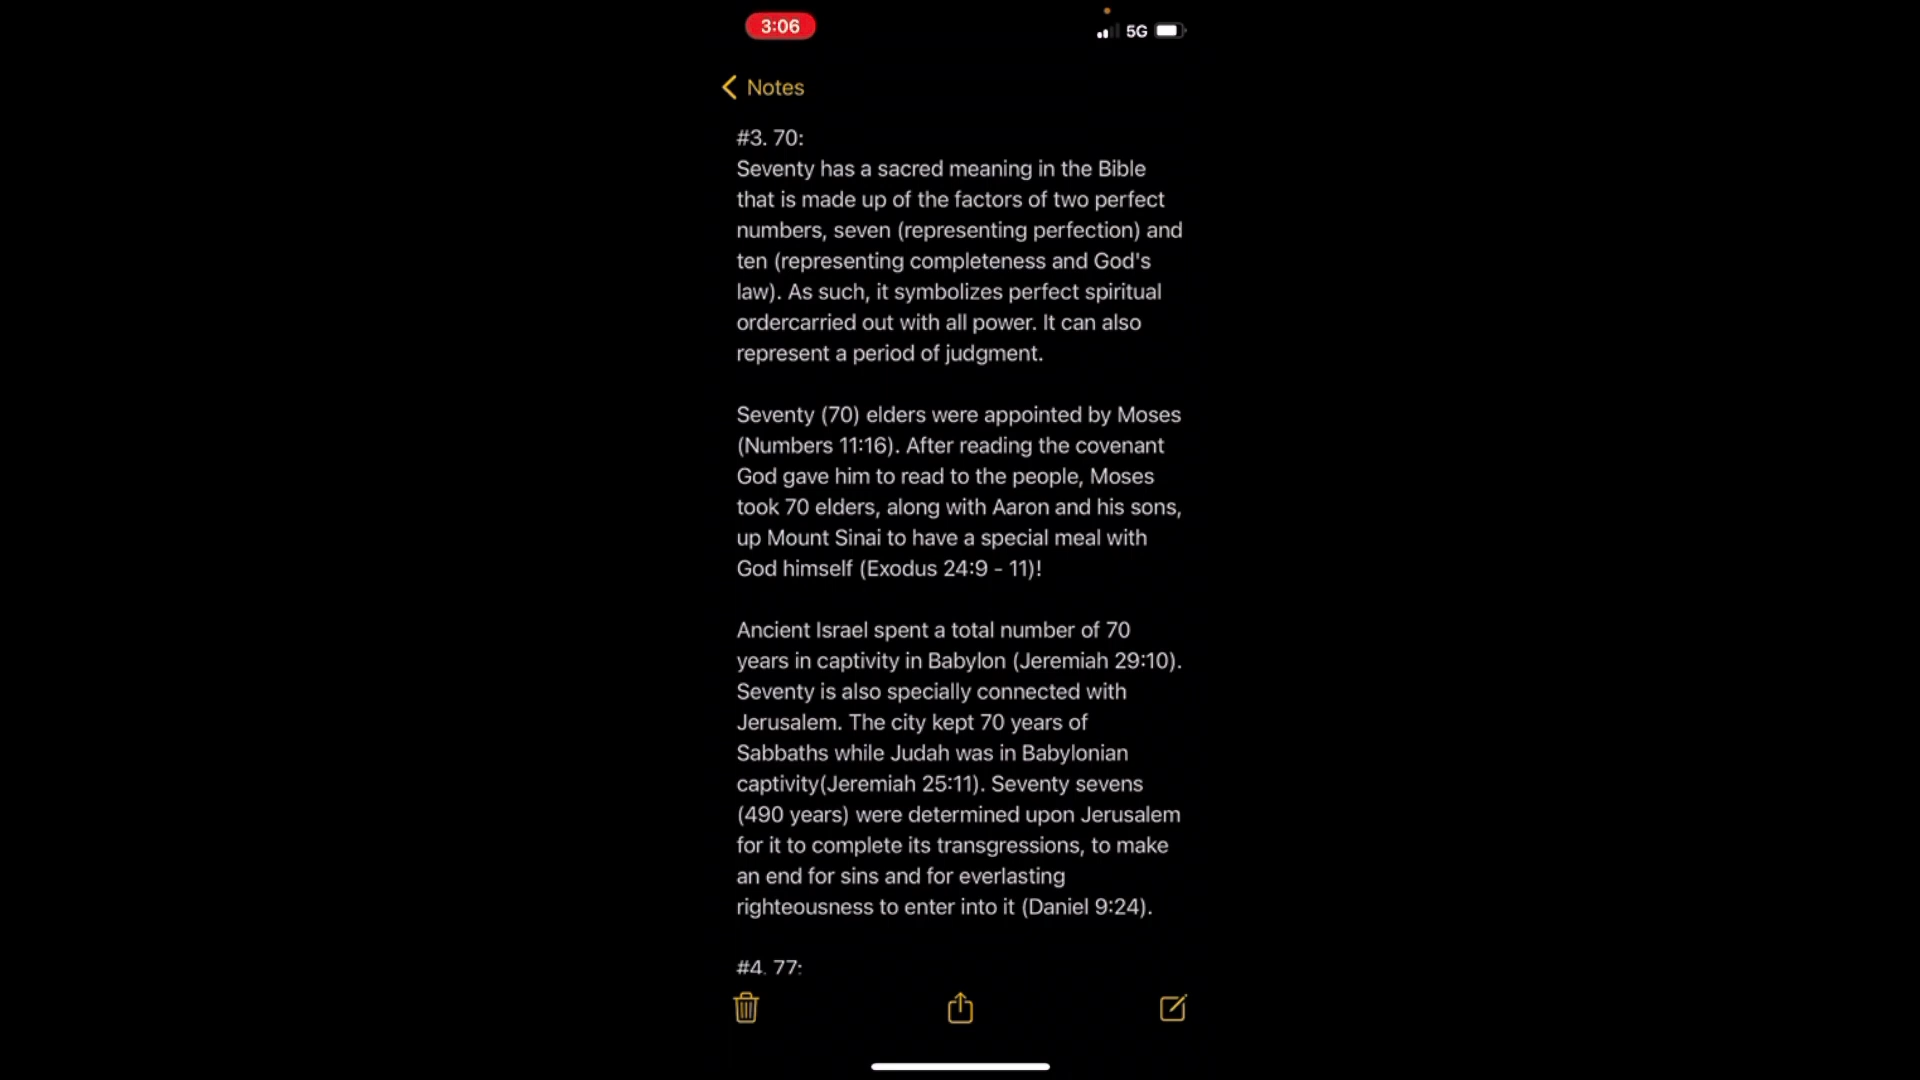 3:06
5G
Notes
#3. 70:
Seventy has a sacred meaning in the Bible
that is made up of the factors of two perfect
numbers, seven (representing perfection) and
ten (representing completeness and God's
law). As such, it symbolizes perfect spiritual
ordercarried out with all power. It can also
represent a period of judgment.
Seventy (70) elders were appointed by Moses
(Numbers 11:16). After reading the covenant
God gave him to read to the people, Moses
took 70 elders, along with Aaron and his sons,
up Mount Sinai to have a special meal with
God himself (Exodus 24:9 - 11)!
Ancient Israel spent a total number of 70
years in captivity in Babylon (Jeremiah 29:10).
Seventy is also specially connected with
Jerusalem. The city kept 70 years of
Sabbaths while Judah was in Babylonian
captivity(Jeremiah 25:11). Seventy sevens
(490 years) were determined upon Jerusalem
for it to complete its transgressions, to make
an end for sins and for everlasting
righteousness to enter into it (Daniel 9:24).
#4. 77: